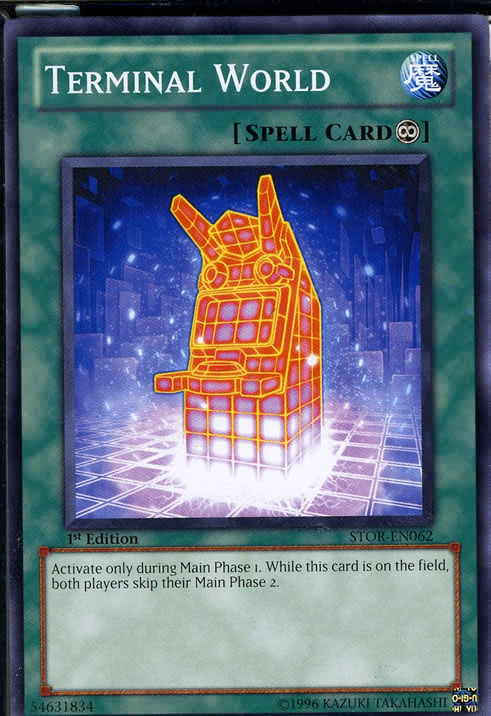 TERMINAL WORLD
SPELL
魔
[SPELL CARD]
1st Edition
STOR-EN062
Activate only during Main Phase 1. While this card is on the field,
both players skip their Main Phase 2.
54631834
©1996 KAZUKI TAKAHASHI